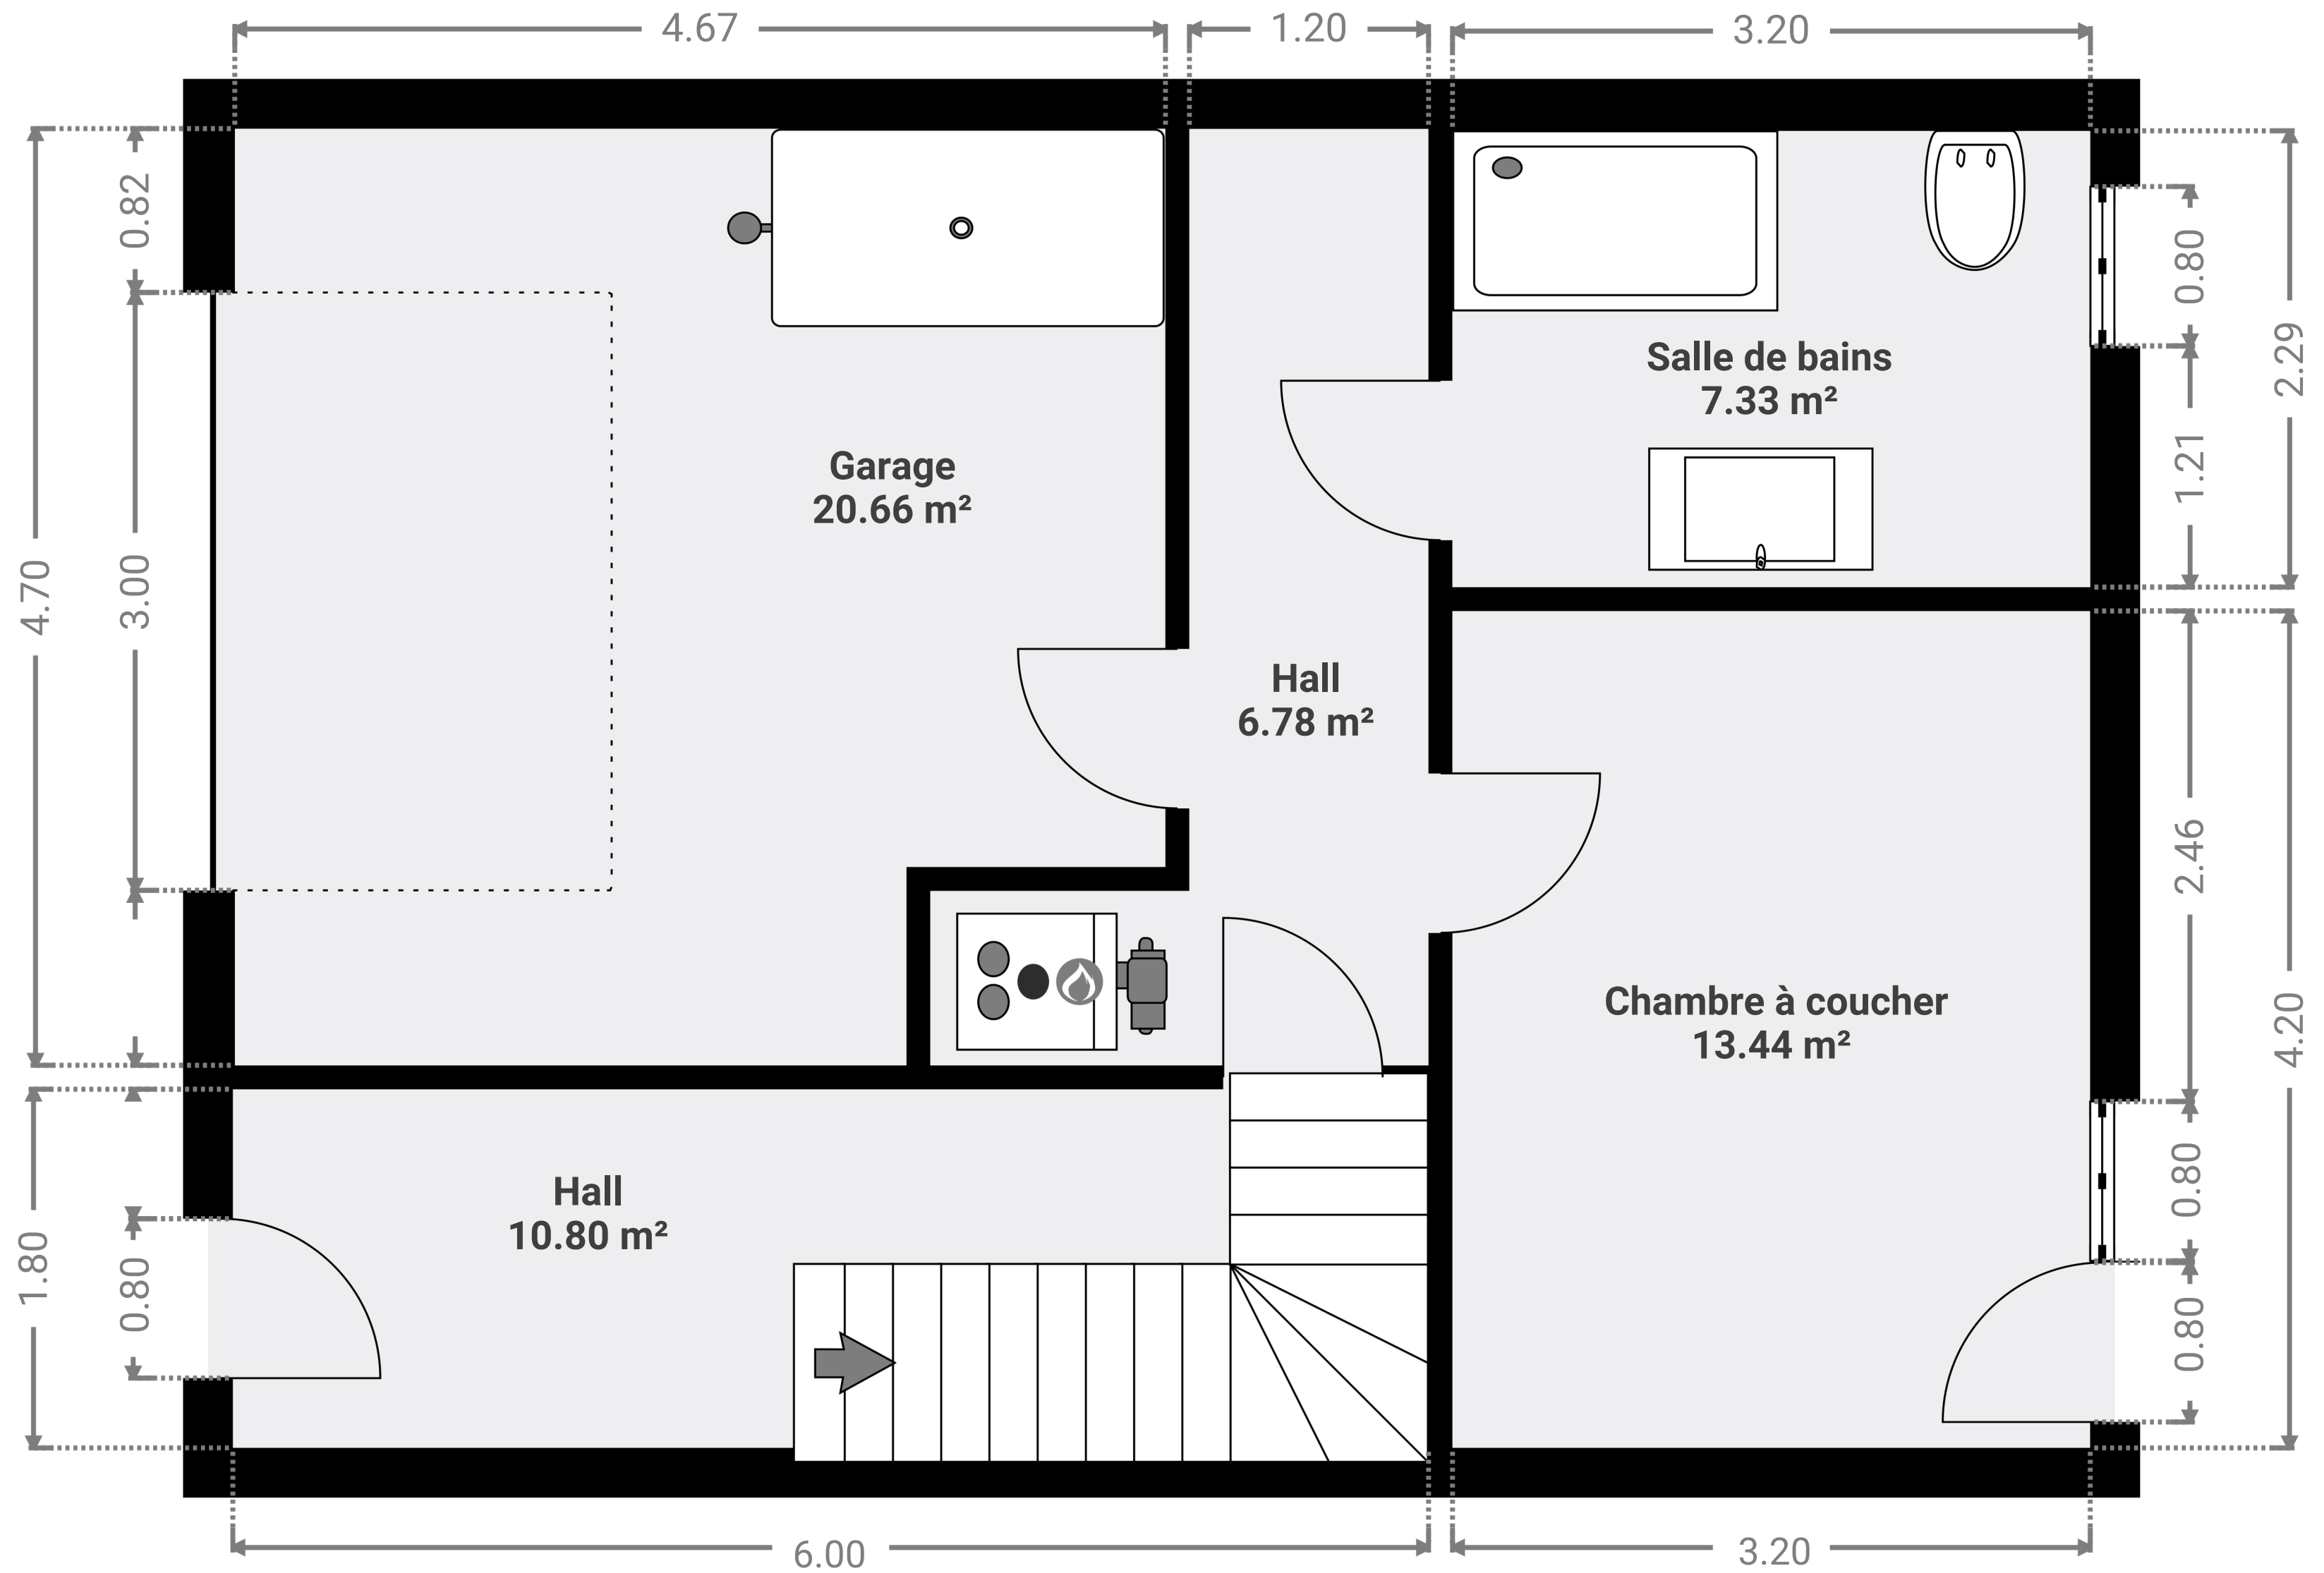 4.67
1.20
3.20
0.82
4.70
3.00
0.80
2.29
1.21
Salle de bains
7.33 m²
Garage
20.66 m²
Hall
6.78 m²
2.46
4.20
Chambre à coucher
13.44 m²
0.80
Hall
10.80 m²
1.80
0.80
0.80
6.00
3.20